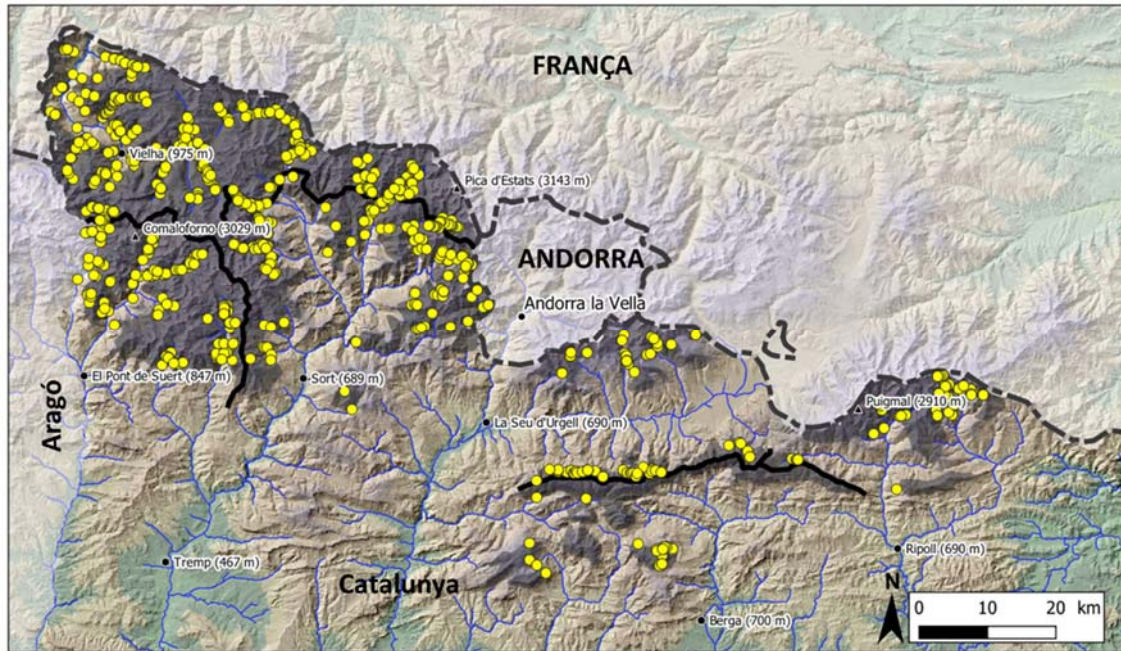 FRANÇA
Vielha (975 m)
Pica d'Estats (3143 m)
Comaloforno (3029 m)
ANDORRA
Andorra la Vella
El Pont de Suert (847 m)
Sort (689 m)
Aragó
Puigmal (2910 m)
La Seu d'Urgell (690 m)
Tremp (467 m)
Catalunya
Ripoll (690 m)
N
0 10 20 km
Berga (700 m)